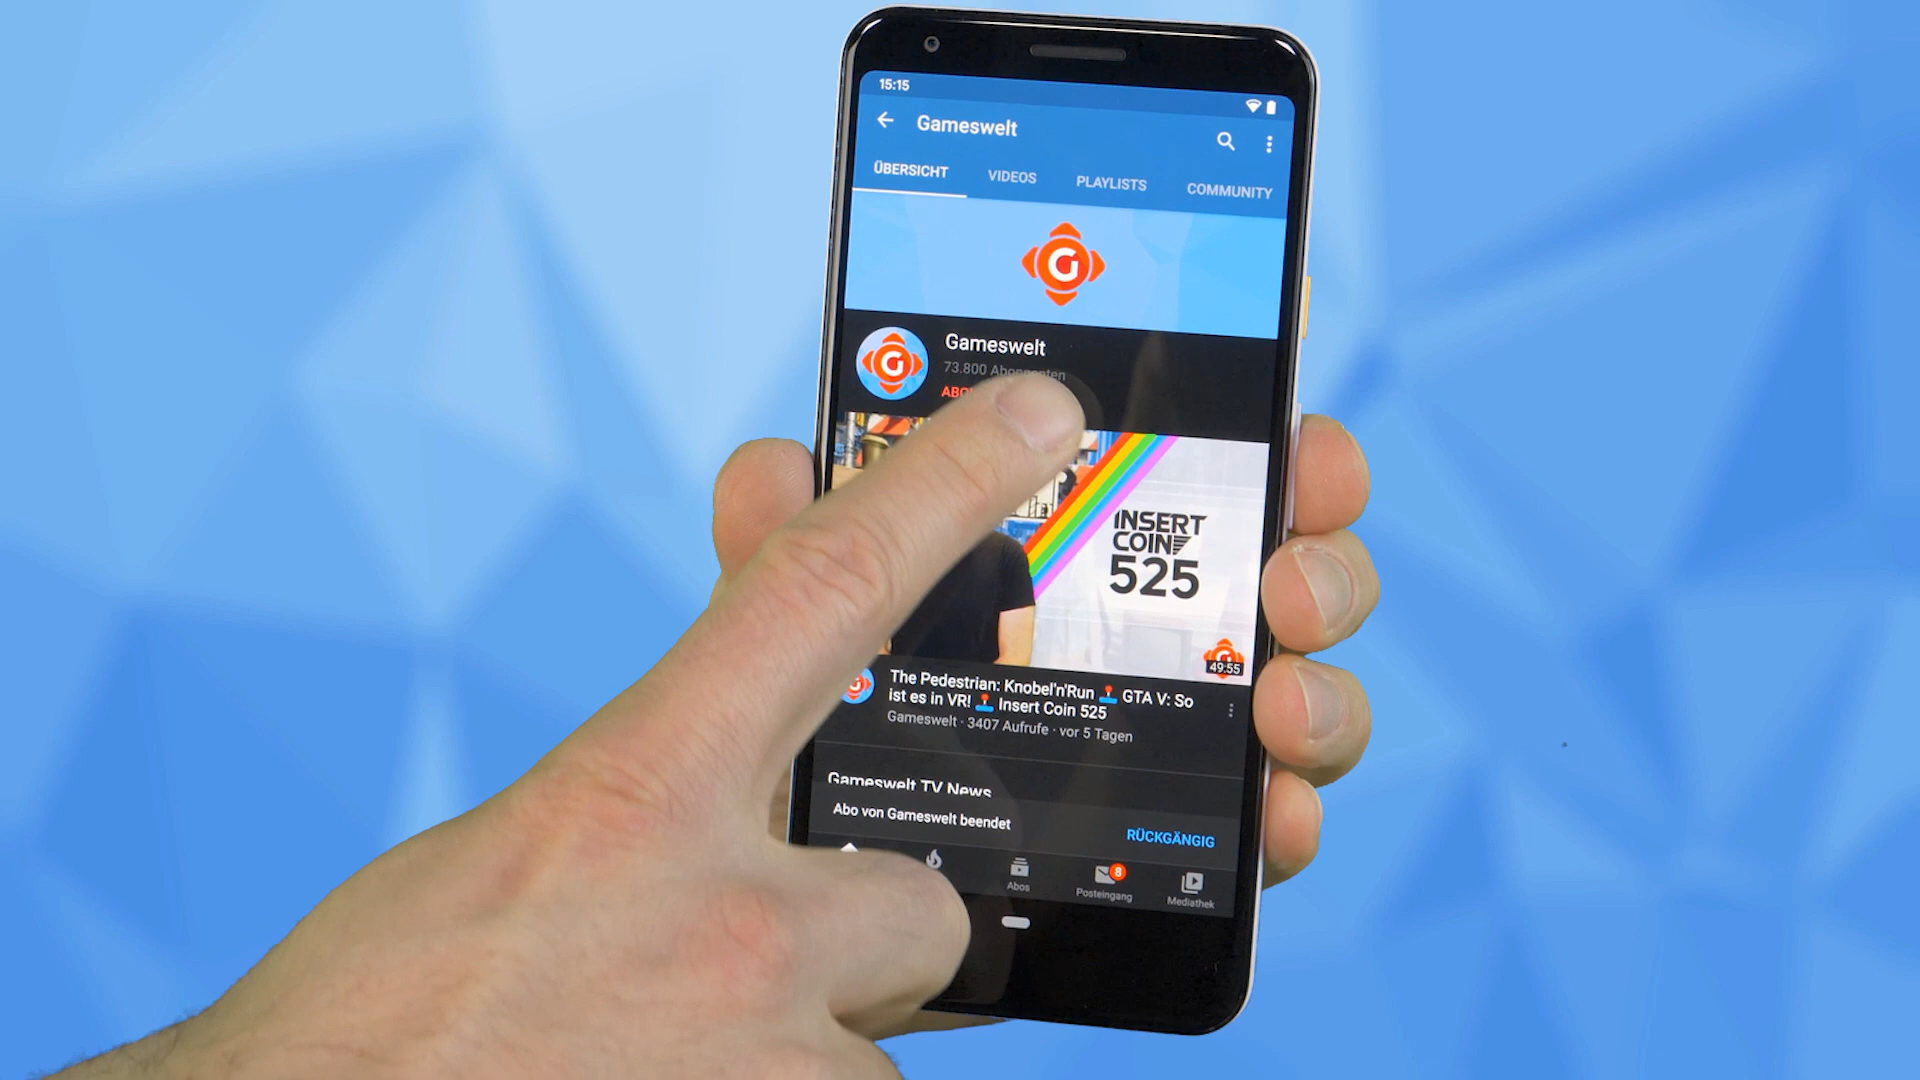 15:15
Gameswelt
ÜBERSICHT VIDEOS PLAYLISTS COMMUNITY
G
G
Gameswelt
73.800 Abonnenten
INSERT
COIN
525
49:55
The Pedestrian: Knobel'n'Run GTA V: So
ist es in VR! Insert Coin 525
Gameswelt · 3407 Aufrufe · vor 5 Tagen
Gameswelt TV News
Abo von Gameswelt beendet
RÜCKGÄNGIG
8
Abos Posteingang Mediathek